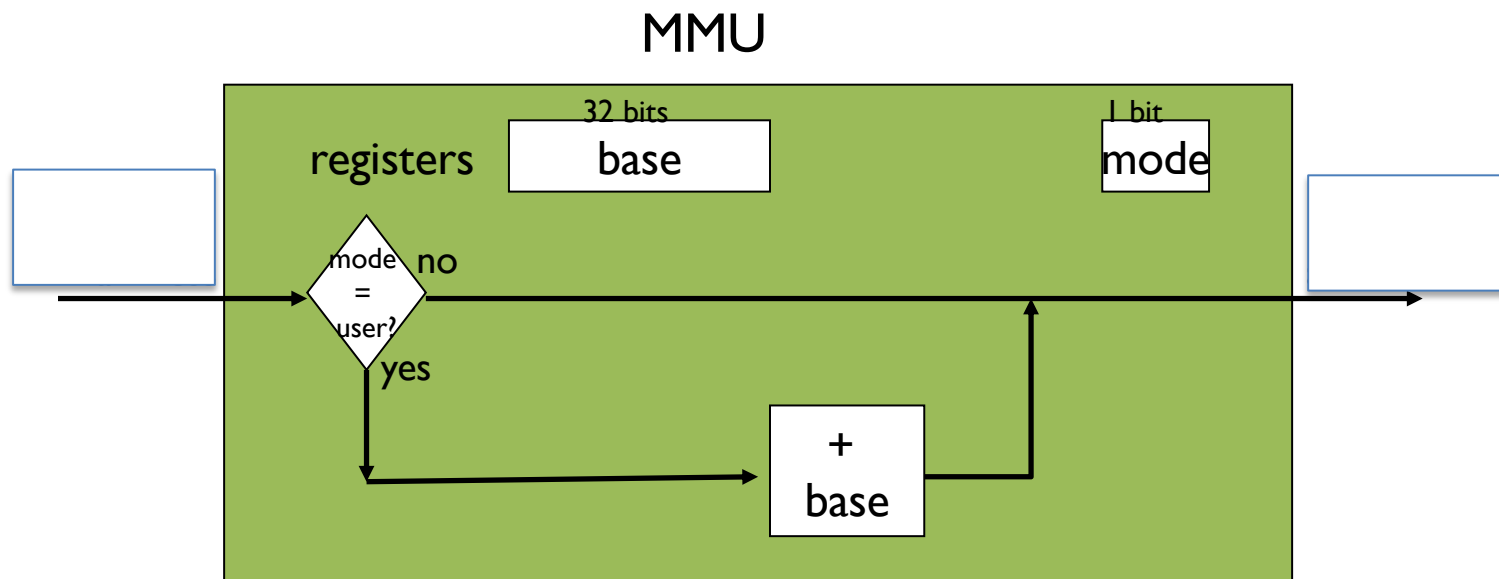 MMU
32 bits
1 bit
registers
base
mode
mode
=
user?
no
yes
+
base